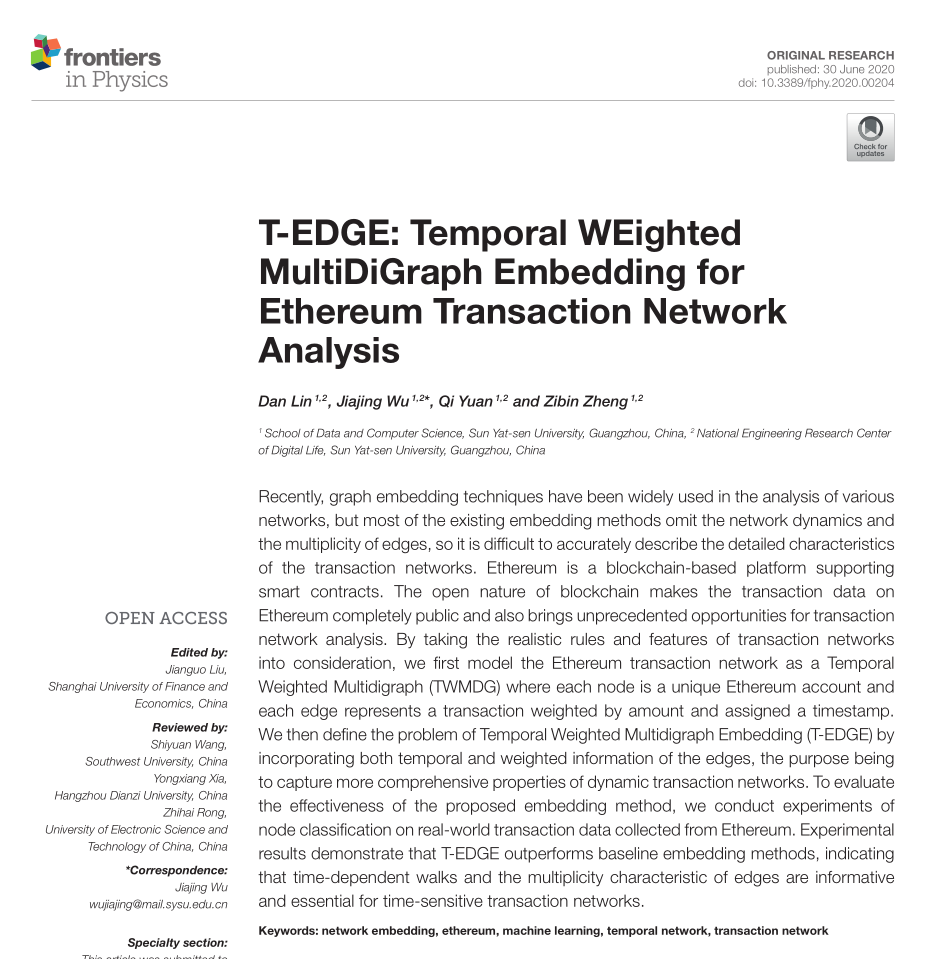 frontiers
in Physics
ORIGINAL RESEARCH
published: 30 June 2020
doi: 10.3389/fphy.2020.00204
Check for
updates
T-EDGE: Temporal WEighted
MultiDiGraph Embedding for
Ethereum Transaction Network
Analysis
Dan Lin 1,2, Jiajing Wu 1,2*, Qi Yuan 1,2 and Zibin Zheng 1,2
1 School of Data and Computer Science, Sun Yat-sen University, Guangzhou, China, 2 National Engineering Research Center
of Digital Life, Sun Yat-sen University, Guangzhou, China
Recently, graph embedding techniques have been widely used in the analysis of various
networks, but most of the existing embedding methods omit the network dynamics and
the multiplicity of edges, so it is difficult to accurately describe the detailed characteristics
of the transaction networks. Ethereum is a blockchain-based platform supporting
smart contracts. The open nature of blockchain makes the transaction data on
Ethereum completely public and also brings unprecedented opportunities for transaction
network analysis. By taking the realistic rules and features of transaction networks
into consideration, we first model the Ethereum transaction network as a Temporal
Weighted Multidigraph (TWMDG) where each node is a unique Ethereum account and
each edge represents a transaction weighted by amount and assigned a timestamp.
We then define the problem of Temporal Weighted Multidigraph Embedding (T-EDGE) by
incorporating both temporal and weighted information of the edges, the purpose being
to capture more comprehensive properties of dynamic transaction networks. To evaluate
the effectiveness of the proposed embedding method, we conduct experiments of
node classification on real-world transaction data collected from Ethereum. Experimental
results demonstrate that T-EDGE outperforms baseline embedding methods, indicating
that time-dependent walks and the multiplicity characteristic of edges are informative
and essential for time-sensitive transaction networks.
Keywords: network embedding, ethereum, machine learning, temporal network, transaction network
OPEN ACCESS
Edited by:
Jianguo Liu,
Shanghai University of Finance and
Economics, China
Reviewed by:
Shiyuan Wang,
Southwest University, China
Yongxiang Xia,
Hangzhou Dianzi University, China
Zhihai Rong,
University of Electronic Science and
Technology of China, China
*Correspondence:
Jiajing Wu
wujiajing@mail.sysu.edu.cn
Specialty section:
This article was submitted to